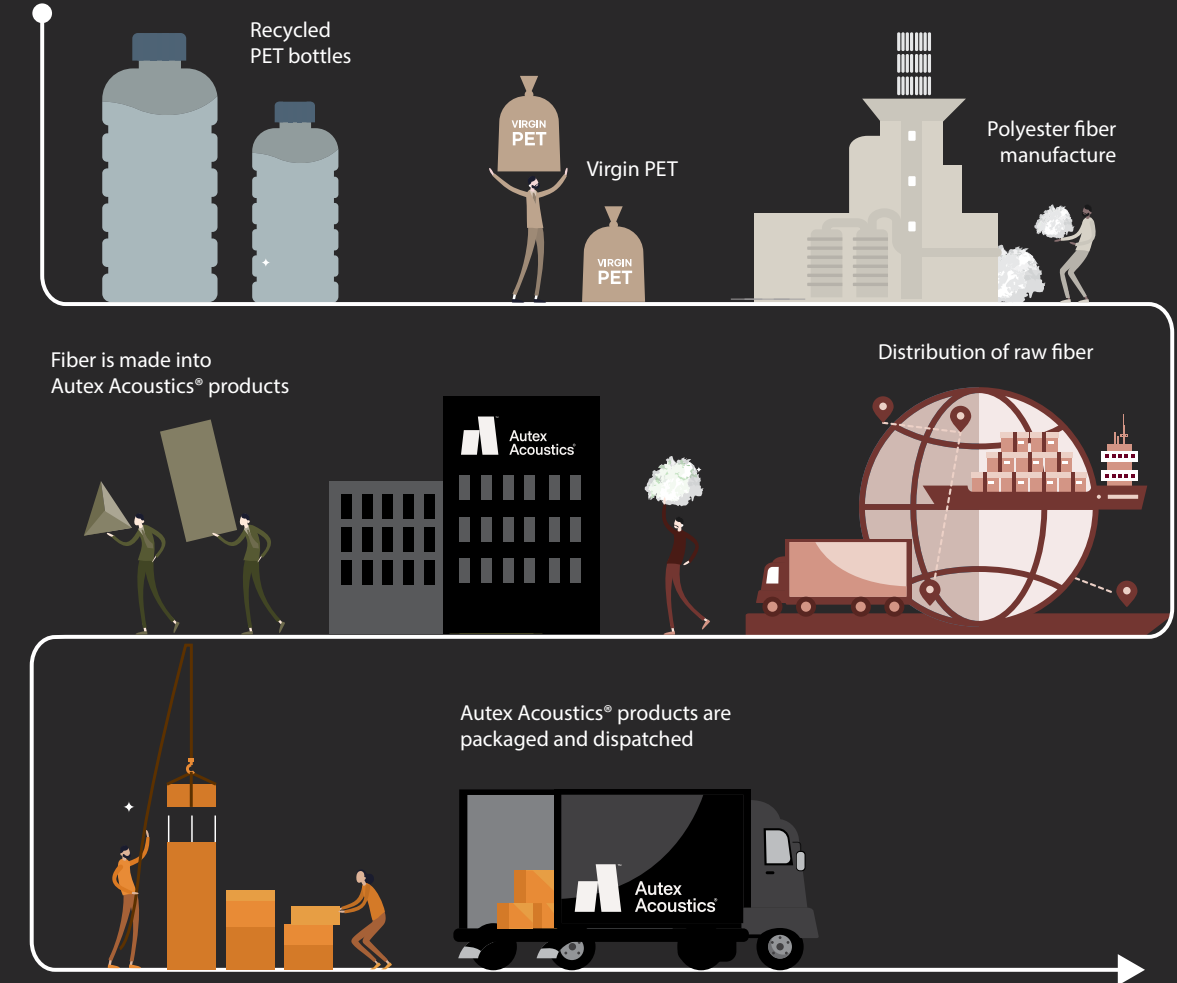 Recycled
PET bottles
VIRGIN
PET
Virgin PET
VIRGIN
PET
Polyester fiber
manufacture
Distribution of raw fiber
Fiber is made into
Autex Acoustics® products
Autex
Acoustics®
Autex Acoustics® products are
packaged and dispatched
Autex
Acoustics®